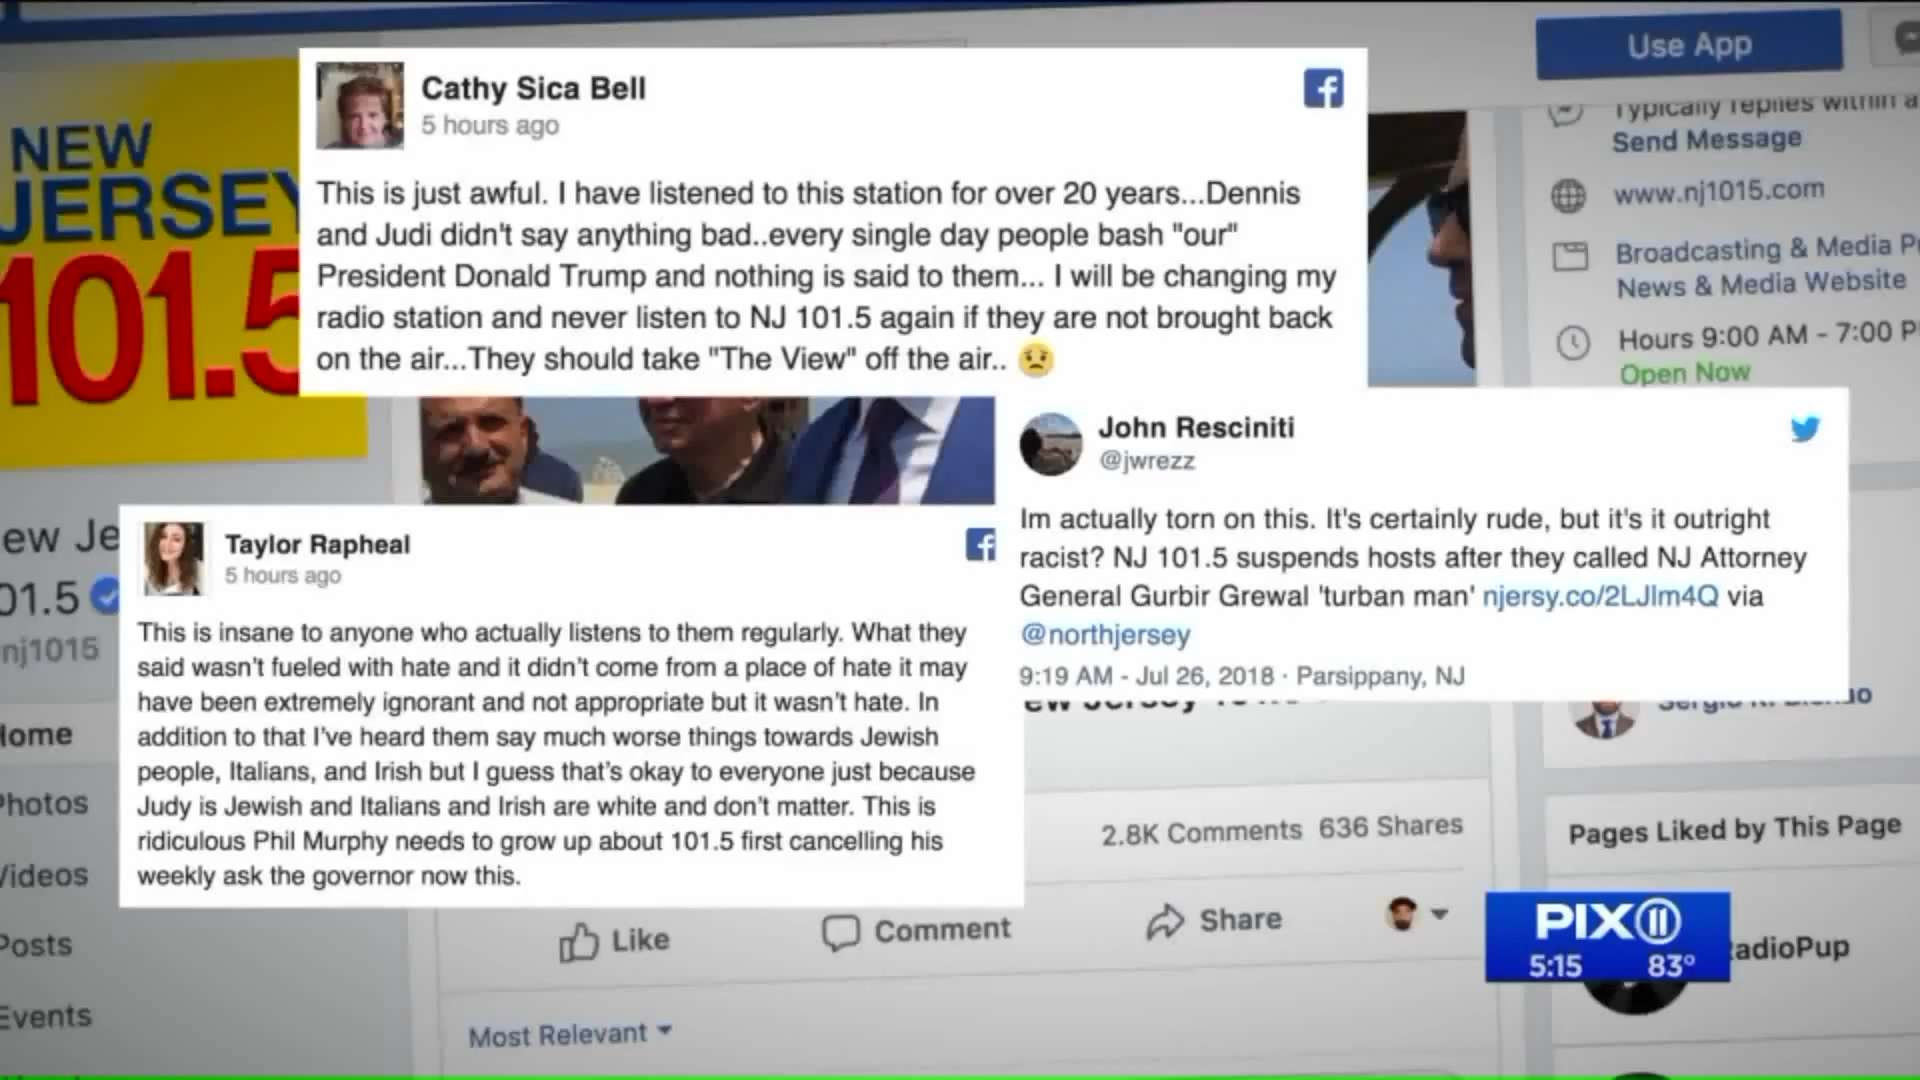 Use App
Cathy Sica Bell
5 hours ago
This is just awful. I have listened to this station for over 20 years...Dennis
and Judi didn't say anything bad..every single day people bash "our"
President Donald Trump and nothing is said to them... I will be changing my
radio station and never listen to NJ 101.5 again if they are not brought back
on the air...They should take "The View" off the air..
NEW
JERSEY
101.5
Typically replies within a
Send Message
www.nj1015.com
Broadcasting & Media P
News & Media Website
Hours 9:00 AM - 7:00 P
Open Now
John Resciniti
@jwrezz
Im actually torn on this. It's certainly rude, but it's it outright
racist? NJ 101.5 suspends hosts after they called NJ Attorney
General Gurbir Grewal 'turban man' njersy.co/2LJlm4Q via
@northjersey
9:19 AM - Jul 26, 2018 · Parsippany, NJ
Taylor Rapheal
5 hours ago
This is insane to anyone who actually listens to them regularly. What they
said wasn't fueled with hate and it didn't come from a place of hate it may
have been extremely ignorant and not appropriate but it wasn't hate. In
addition to that I've heard them say much worse things towards Jewish
people, Italians, and Irish but I guess that's okay to everyone just because
Judy is Jewish and Italians and Irish are white and don't matter. This is
ridiculous Phil Murphy needs to grow up about 101.5 first cancelling his
weekly ask the governor now this.
ew Je
01.5
nj1015
Home
Photos
Videos
Posts
Events
2.8K Comments 636 Shares
Like
Comment
Share
Most Relevant
Pages Liked by This Page
adioPup
PIX11
5:15 83°